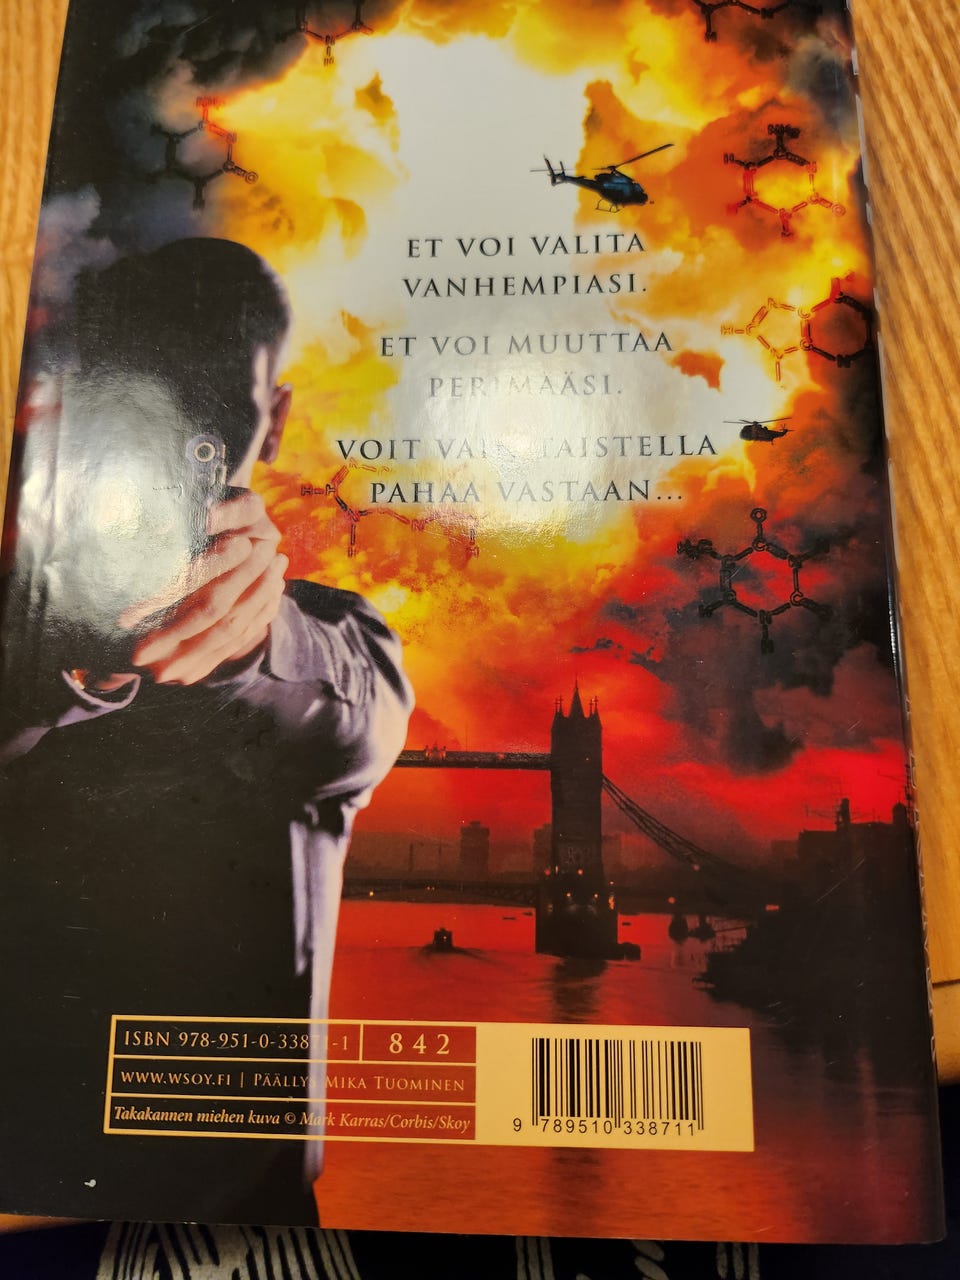 ET VOI VALITA
VANHEMPIASI.
ET VOI MUUTTAA
PERIMÄÄSI.
VOIT VAIN TAISTELLA
PAHAA VASTAAN...
ISBN 978-951-0-33871-1
842
WWW.WSOY.FI | PÄÄLLYS MIKA TUOMINEN
Takakannen miehen kuva © Mark Karras/Corbis/Skoy
9 789510 338711